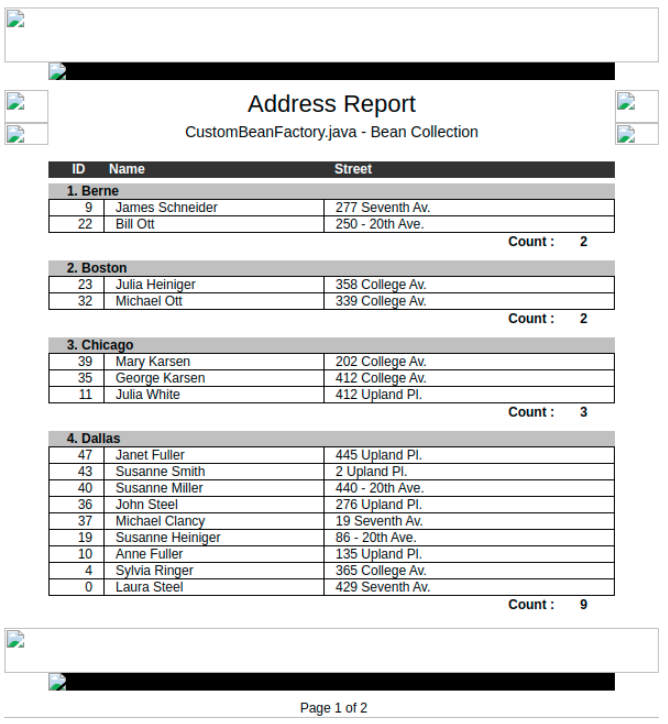 Address Report
CustomBeanFactory.java - Bean Collection
ID Name Street
1. Berne
9 James Schneider 277 Seventh Av.
22 Bill Ott 250 - 20th Ave.
Count : 2
2. Boston
23 Julia Heiniger 358 College Av.
32 Michael Ott 339 College Av.
Count : 2
3. Chicago
39 Mary Karsen 202 College Av.
35 George Karsen 412 College Av.
11 Julia White 412 Upland Pl.
Count : 3
4. Dallas
47 Janet Fuller 445 Upland Pl.
43 Susanne Smith 2 Upland Pl.
40 Susanne Miller 440 - 20th Ave.
36 John Steel 276 Upland Pl.
37 Michael Clancy 19 Seventh Av.
19 Susanne Heiniger 86 - 20th Ave.
10 Anne Fuller 135 Upland Pl.
4 Sylvia Ringer 365 College Av.
0 Laura Steel 429 Seventh Av.
Count : 9
Page 1 of 2